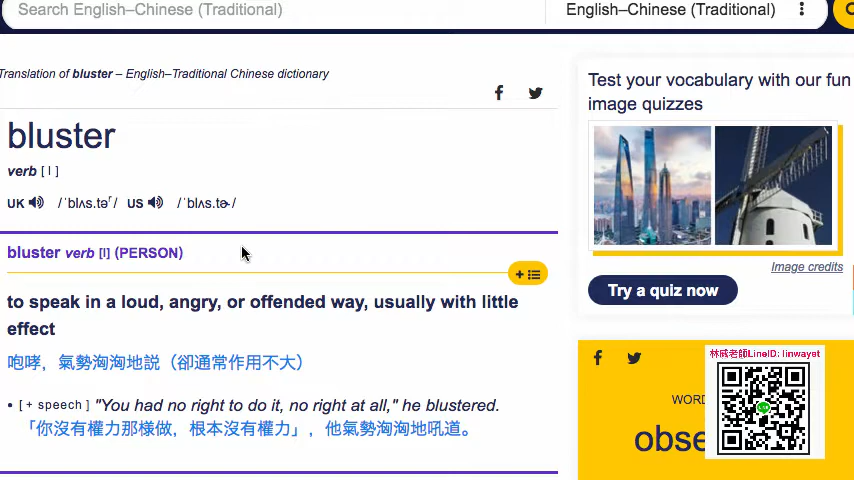 Search English–Chinese (Traditional)
English–Chinese (Traditional)
Translation of bluster – English–Traditional Chinese dictionary
bluster
verb [ I ]
UK /ˈblʌs.tər/ US /ˈblʌs.tɚ/
bluster verb [I] (PERSON)
to speak in a loud, angry, or offended way, usually with little
effect
咆哮，氣勢洶洶地說（卻通常作用不大）
• [ + speech ] "You had no right to do it, no right at all," he blustered.
「你沒有權力那樣做，根本沒有權力」，他氣勢洶洶地吼道。
Test your vocabulary with our fun
image quizzes
Image credits
Try a quiz now
林威老師LineID: linwayet
LINE